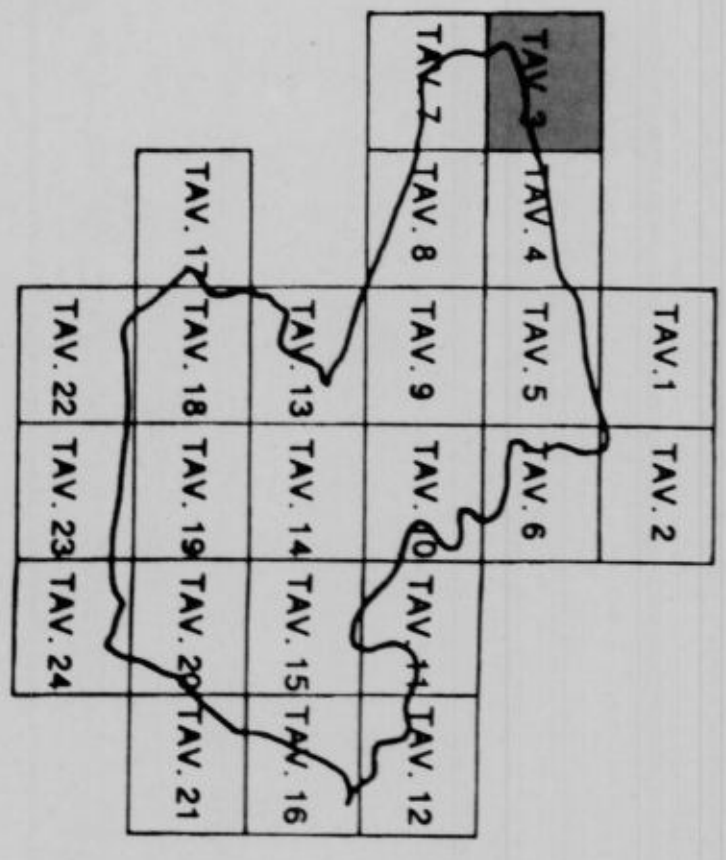 TAV.1
TAV. 2
TAV. 3
TAV. 4
TAV. 5
TAV. 6
TAV. 7
TAV. 8
TAV. 9
TAV. 10
TAV. 11
TAV. 12
TAV. 13
TAV. 14
TAV. 15
TAV. 16
TAV. 17
TAV. 18
TAV. 19
TAV. 20
TAV. 21
TAV. 22
TAV. 23
TAV. 24